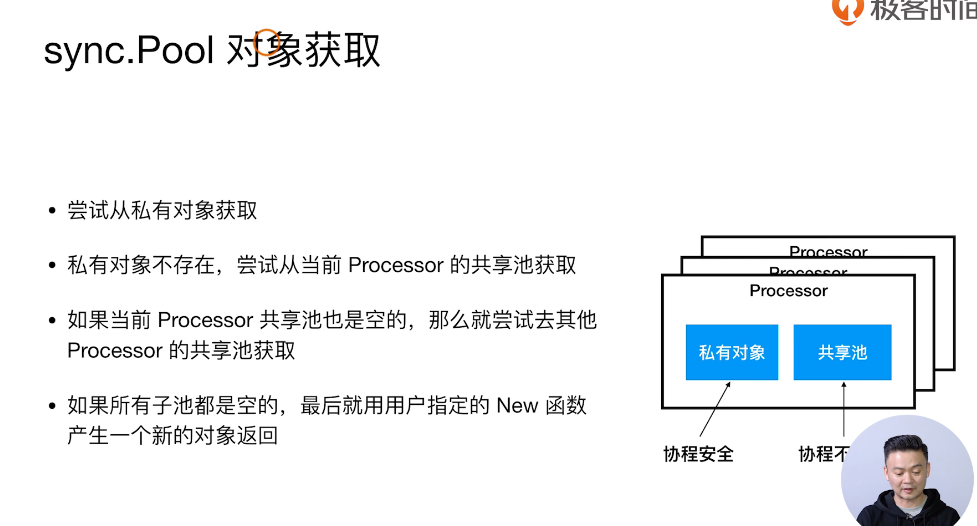 极客时间
sync.Pool 对象获取
• 尝试从私有对象获取
• 私有对象不存在，尝试从当前 Processor 的共享池获取
• 如果当前 Processor 共享池也是空的，那么就尝试去其他
Processor 的共享池获取
• 如果所有子池都是空的，最后就用用户指定的 New 函数
产生一个新的对象返回
Processor
Processor
Processor
私有对象
共享池
协程安全
协程不